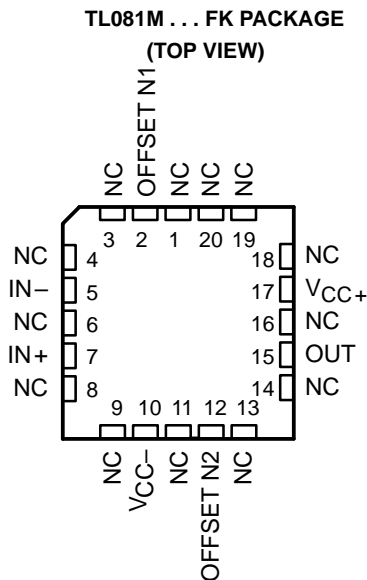 TL081M . . . FK PACKAGE
(TOP VIEW)
NC
OFFSET N1
NC
NC
NC
3 2 1 20 19
NC 4
IN− 5
NC 6
IN+ 7
NC 8
18 NC
17 VCC+
16 NC
15 OUT
14 NC
9 10 11 12 13
NC
VCC−
NC
OFFSET N2
NC